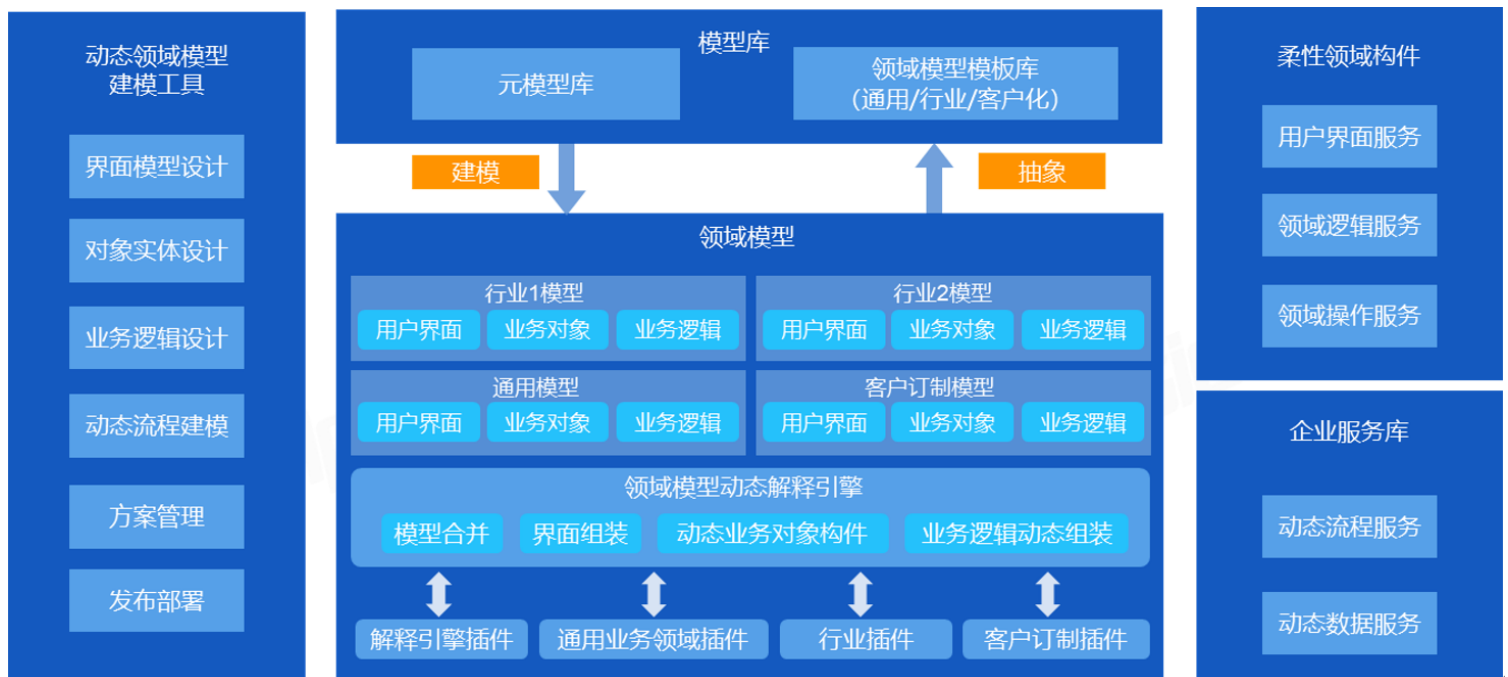 动态领域模型
建模工具
界面模型设计
对象实体设计
业务逻辑设计
动态流程建模
方案管理
发布部署
模型库
元模型库
领域模型模板库
(通用/行业/客户化)
建模
抽象
领域模型
行业1模型
用户界面
业务对象
业务逻辑
行业2模型
用户界面
业务对象
业务逻辑
通用模型
用户界面
业务对象
业务逻辑
客户订制模型
用户界面
业务对象
业务逻辑
领域模型动态解释引擎
模型合并
界面组装
动态业务对象构件
业务逻辑动态组装
解释引擎插件
通用业务领域插件
行业插件
客户订制插件
柔性领域构件
用户界面服务
领域逻辑服务
领域操作服务
企业服务库
动态流程服务
动态数据服务